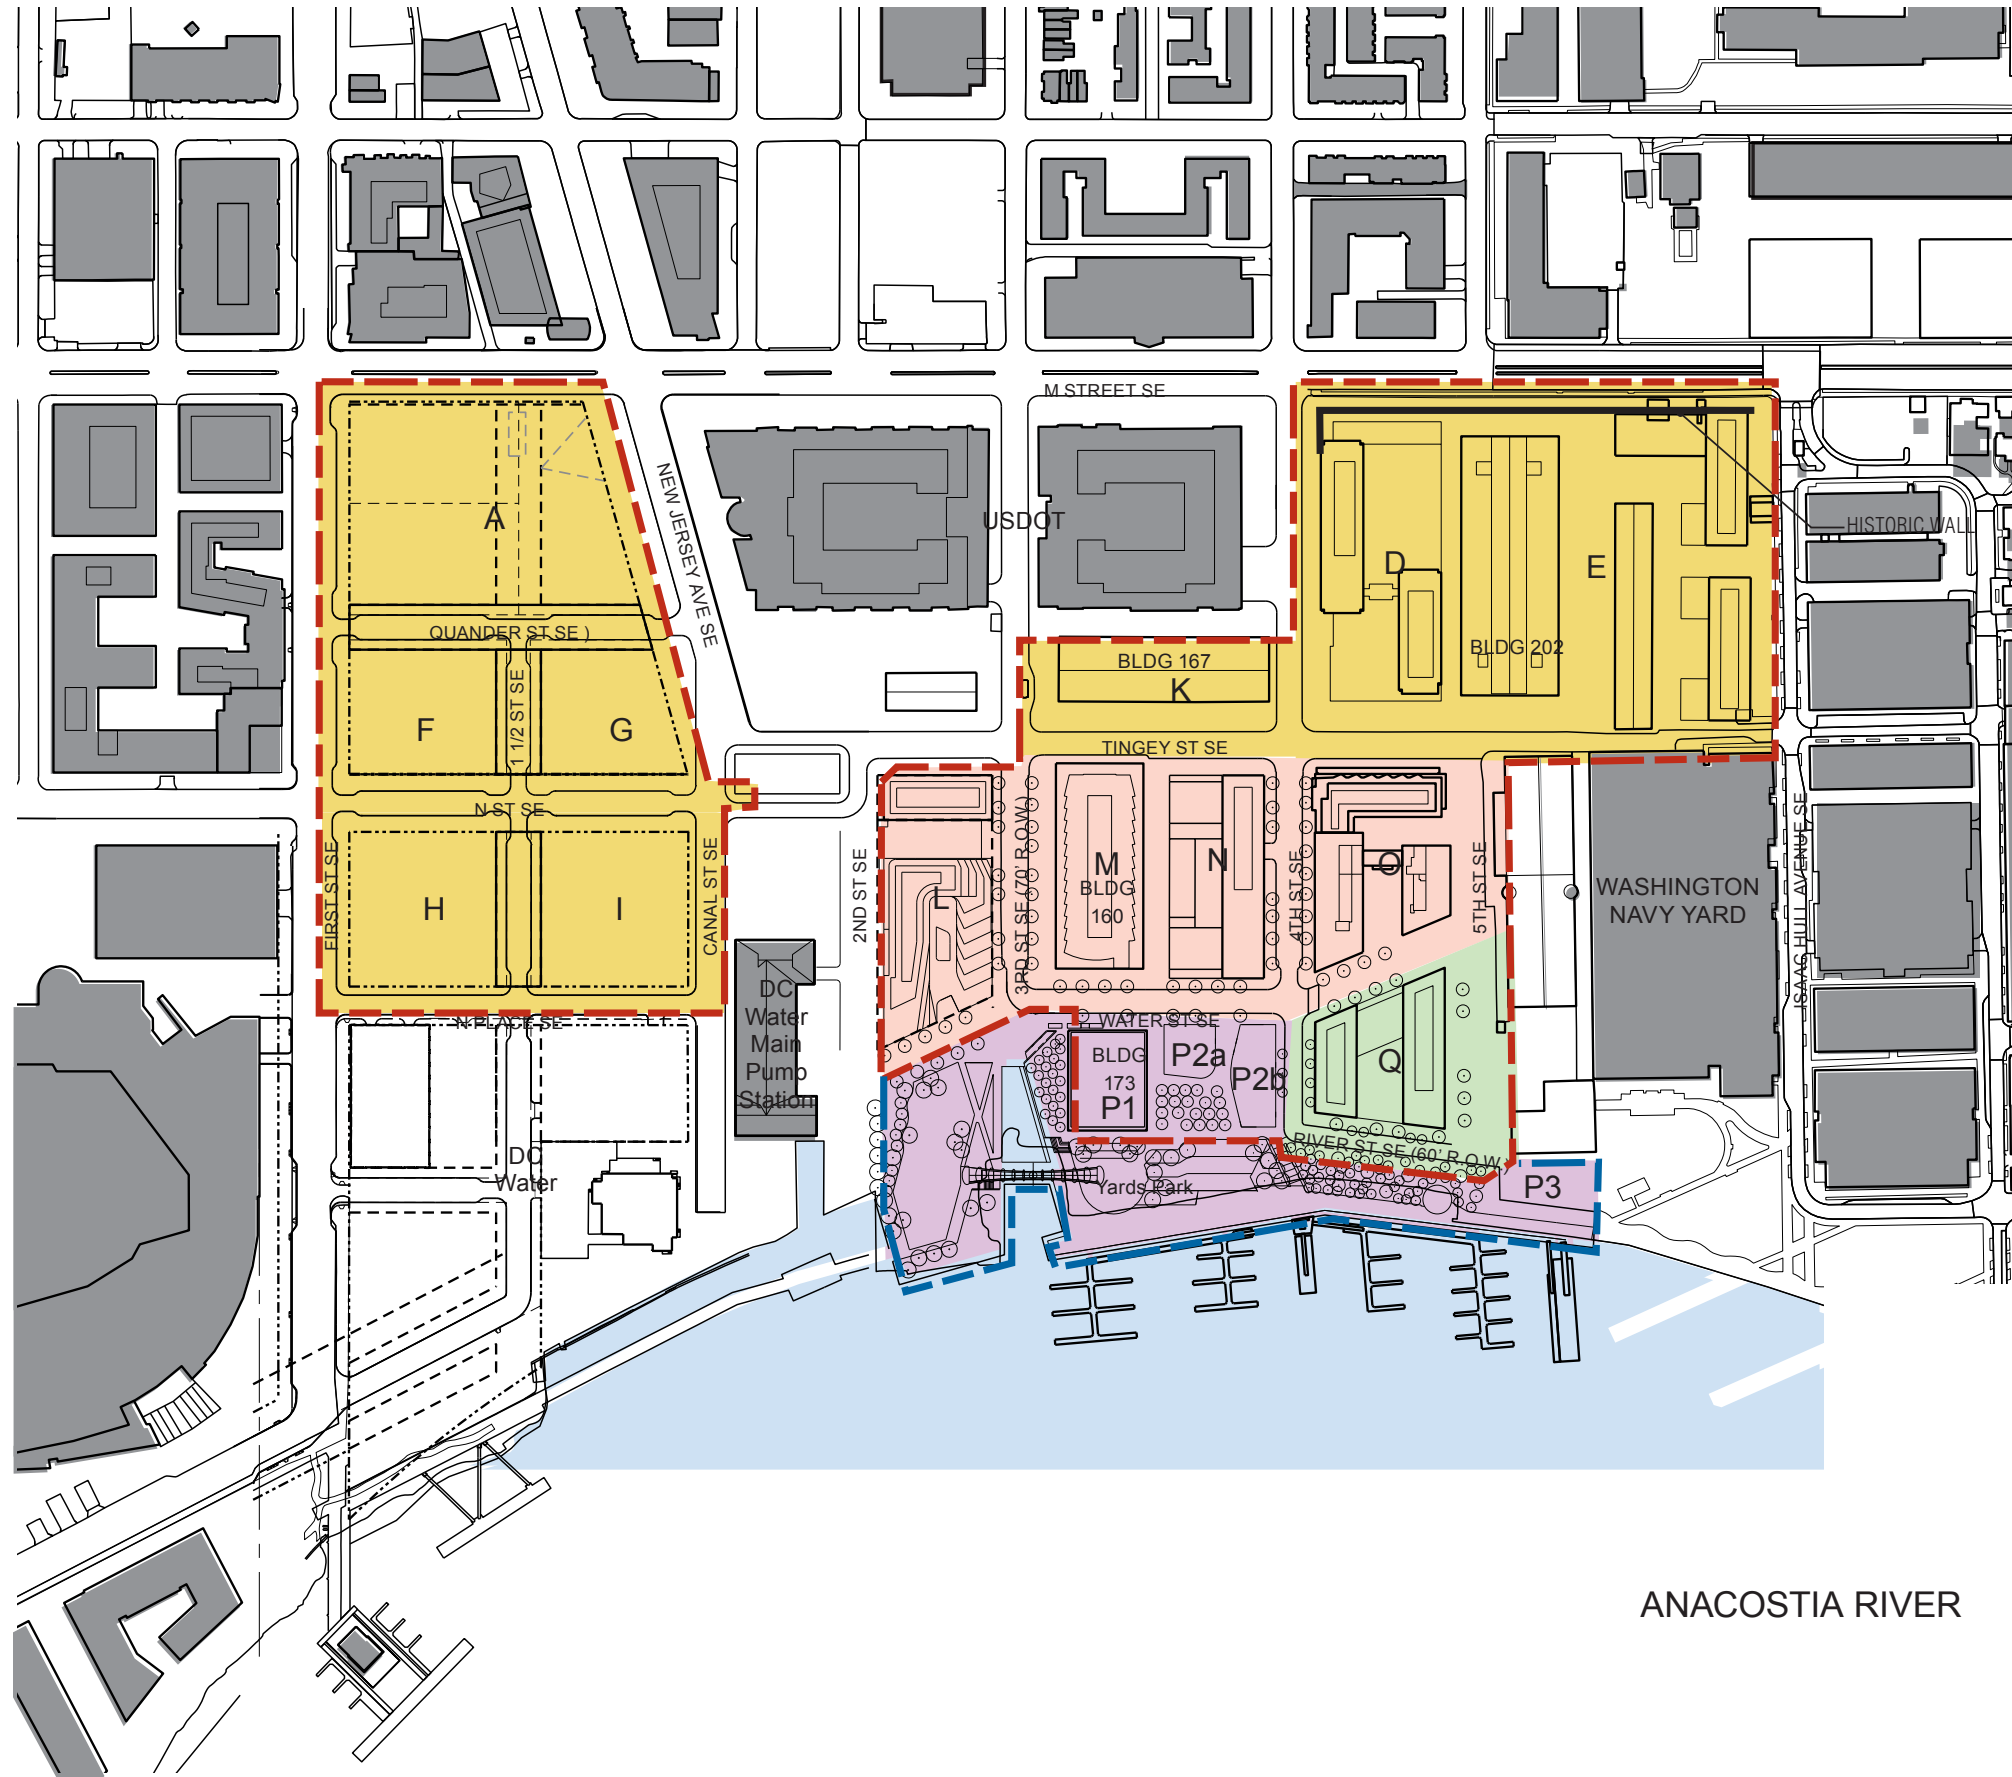 M STREET SE
NEW JERSEY AVE SE
A
USDOT
HISTORIC WALL
D
E
QUANDER ST SE )
BLDG 202
BLDG 167
K
F
1 1/2 ST SE
G
TINGEY ST SE
N ST SE
FIRST ST SE
H
I
CANAL ST SE
2ND ST SE
L
3RD ST SE (70' R.O.W.)
M
BLDG
160
N
4TH ST SE
O
5TH ST SE
WASHINGTON
NAVY YARD
ISAAC HULL AVENUE SE
N PLACE SE
DC
Water
Main
Pump
Station
WATER ST SE
BLDG
173
P1
P2a
P2b
Q
RIVER ST SE (60' R.O.W.)
DC
Water
Yards Park
P3
ANACOSTIA RIVER